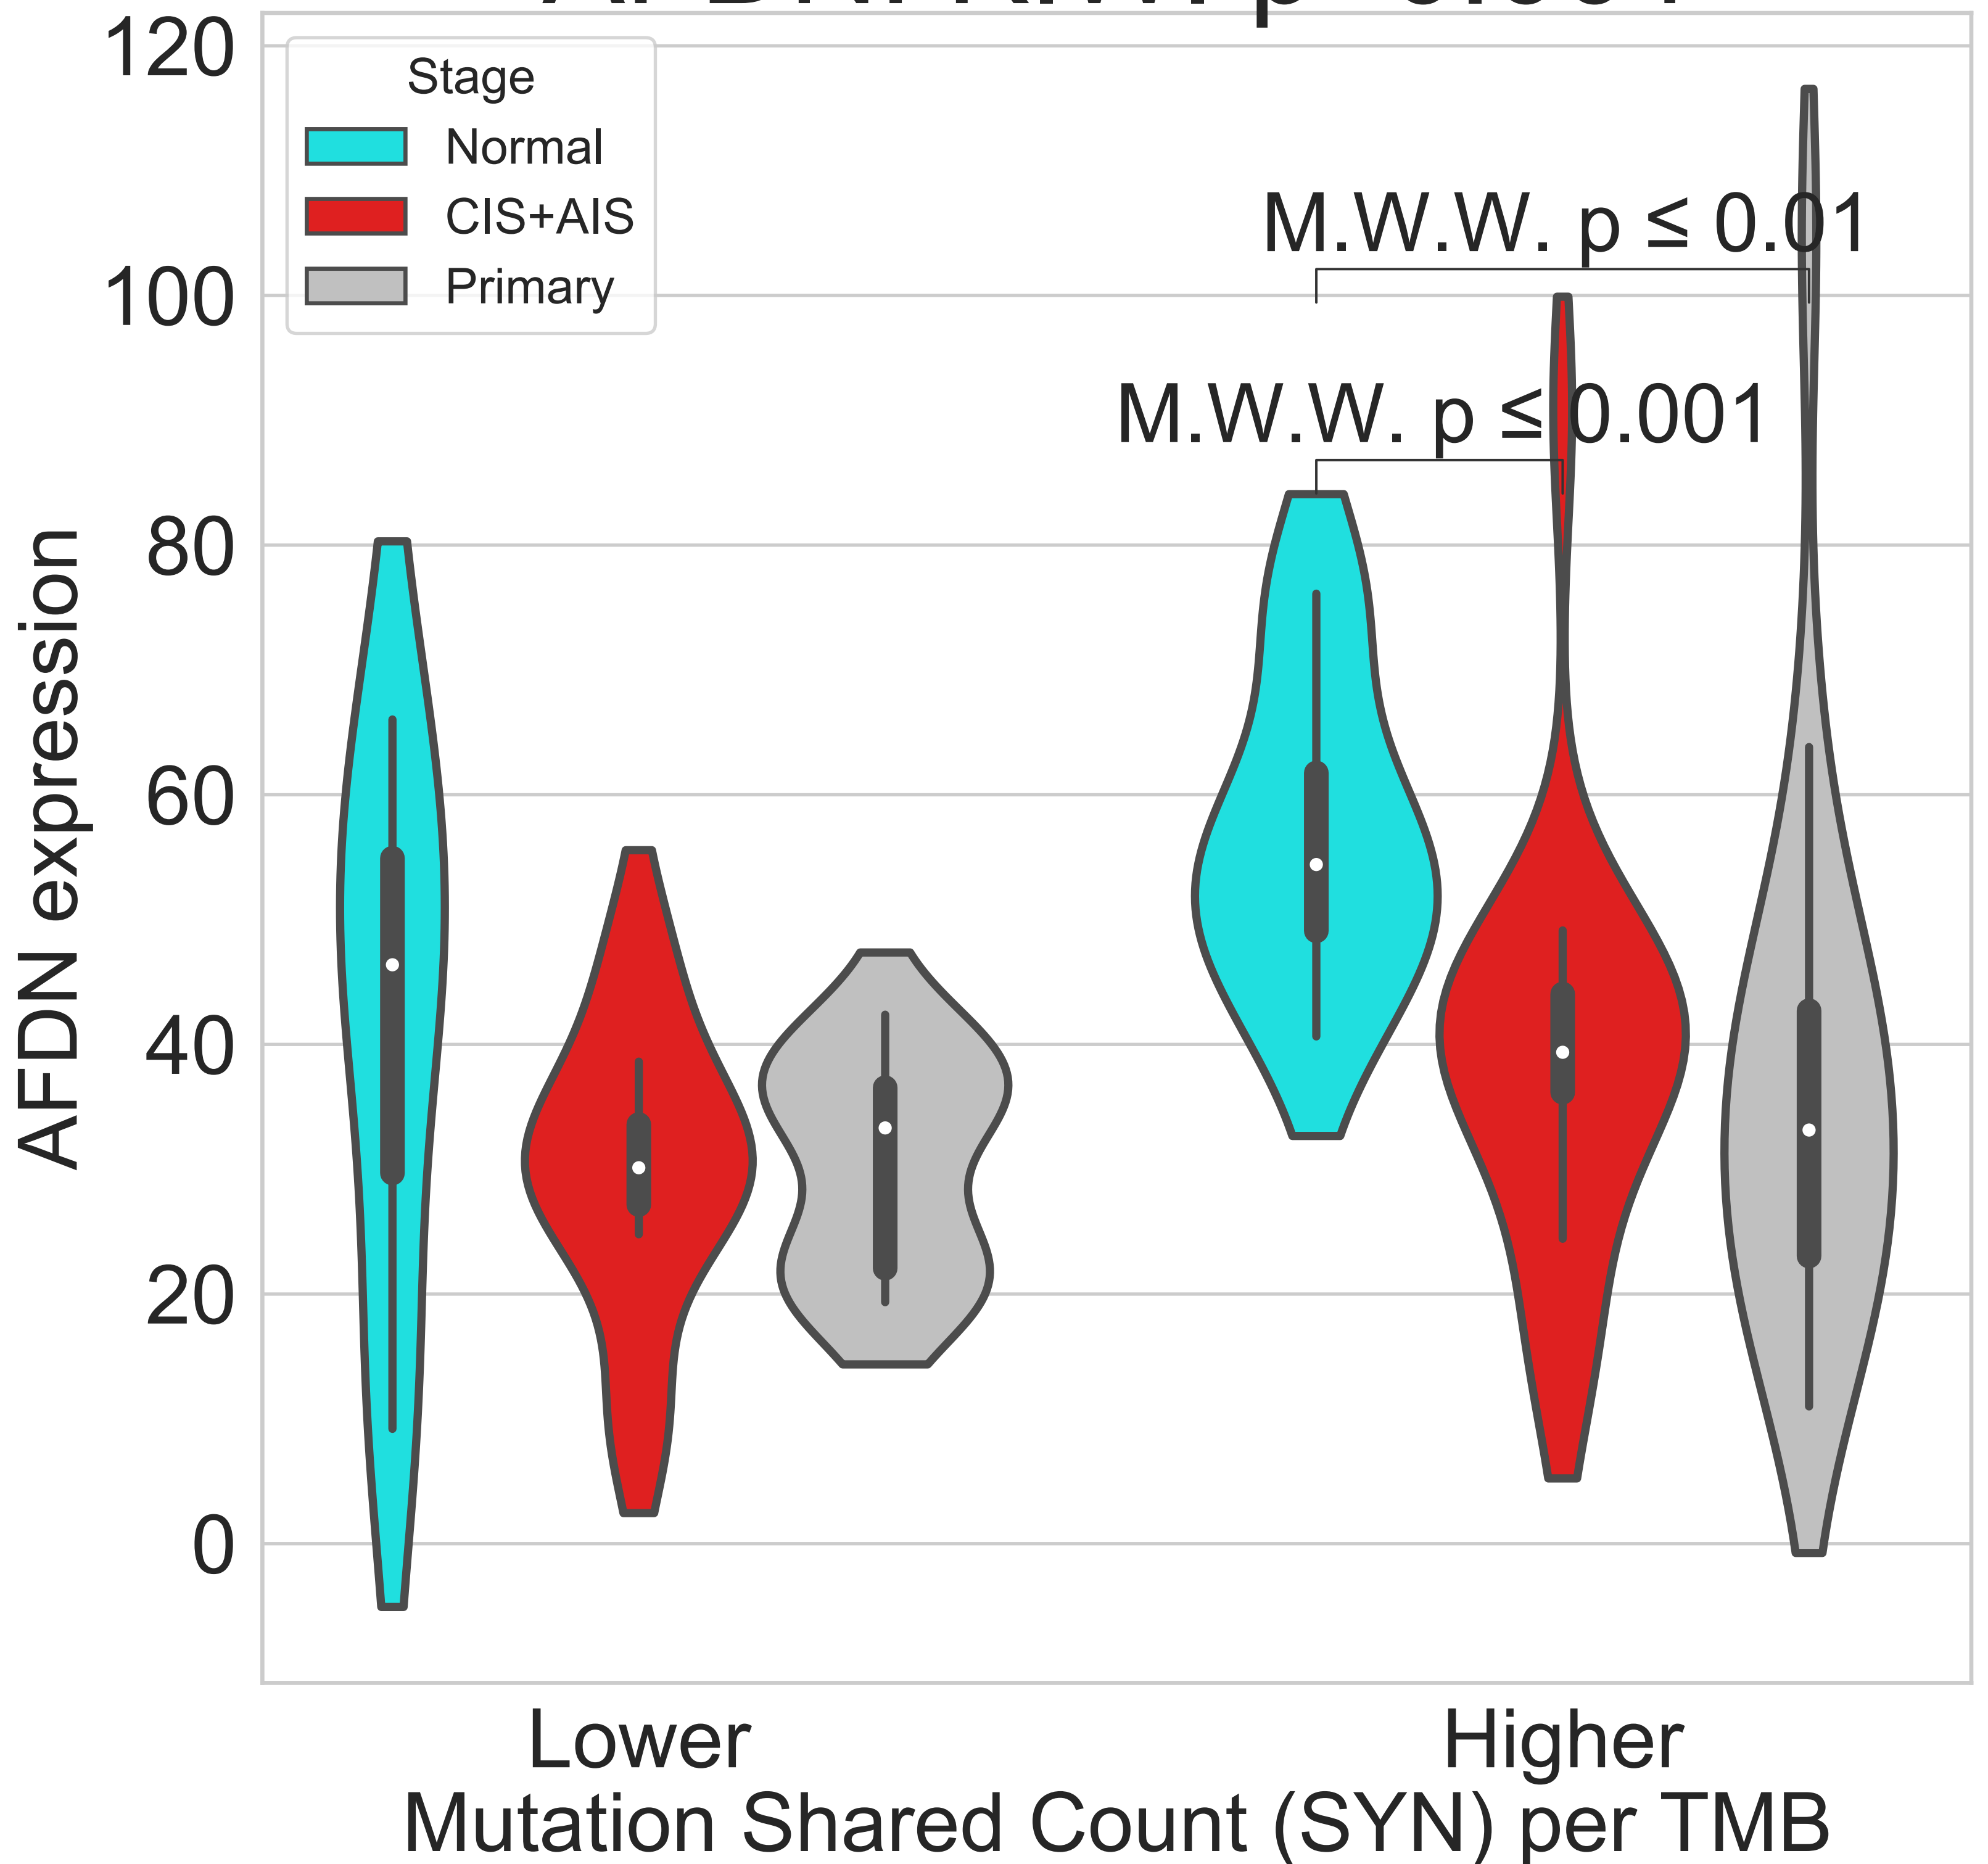 120
100
80
60
40
20
0
AFDN expression
Stage
Normal
CIS+AIS
Primary
M.W.W. p ≤ 0.01
M.W.W. p ≤ 0.001
Lower
Higher
Mutation Shared Count (SYN) per TMB